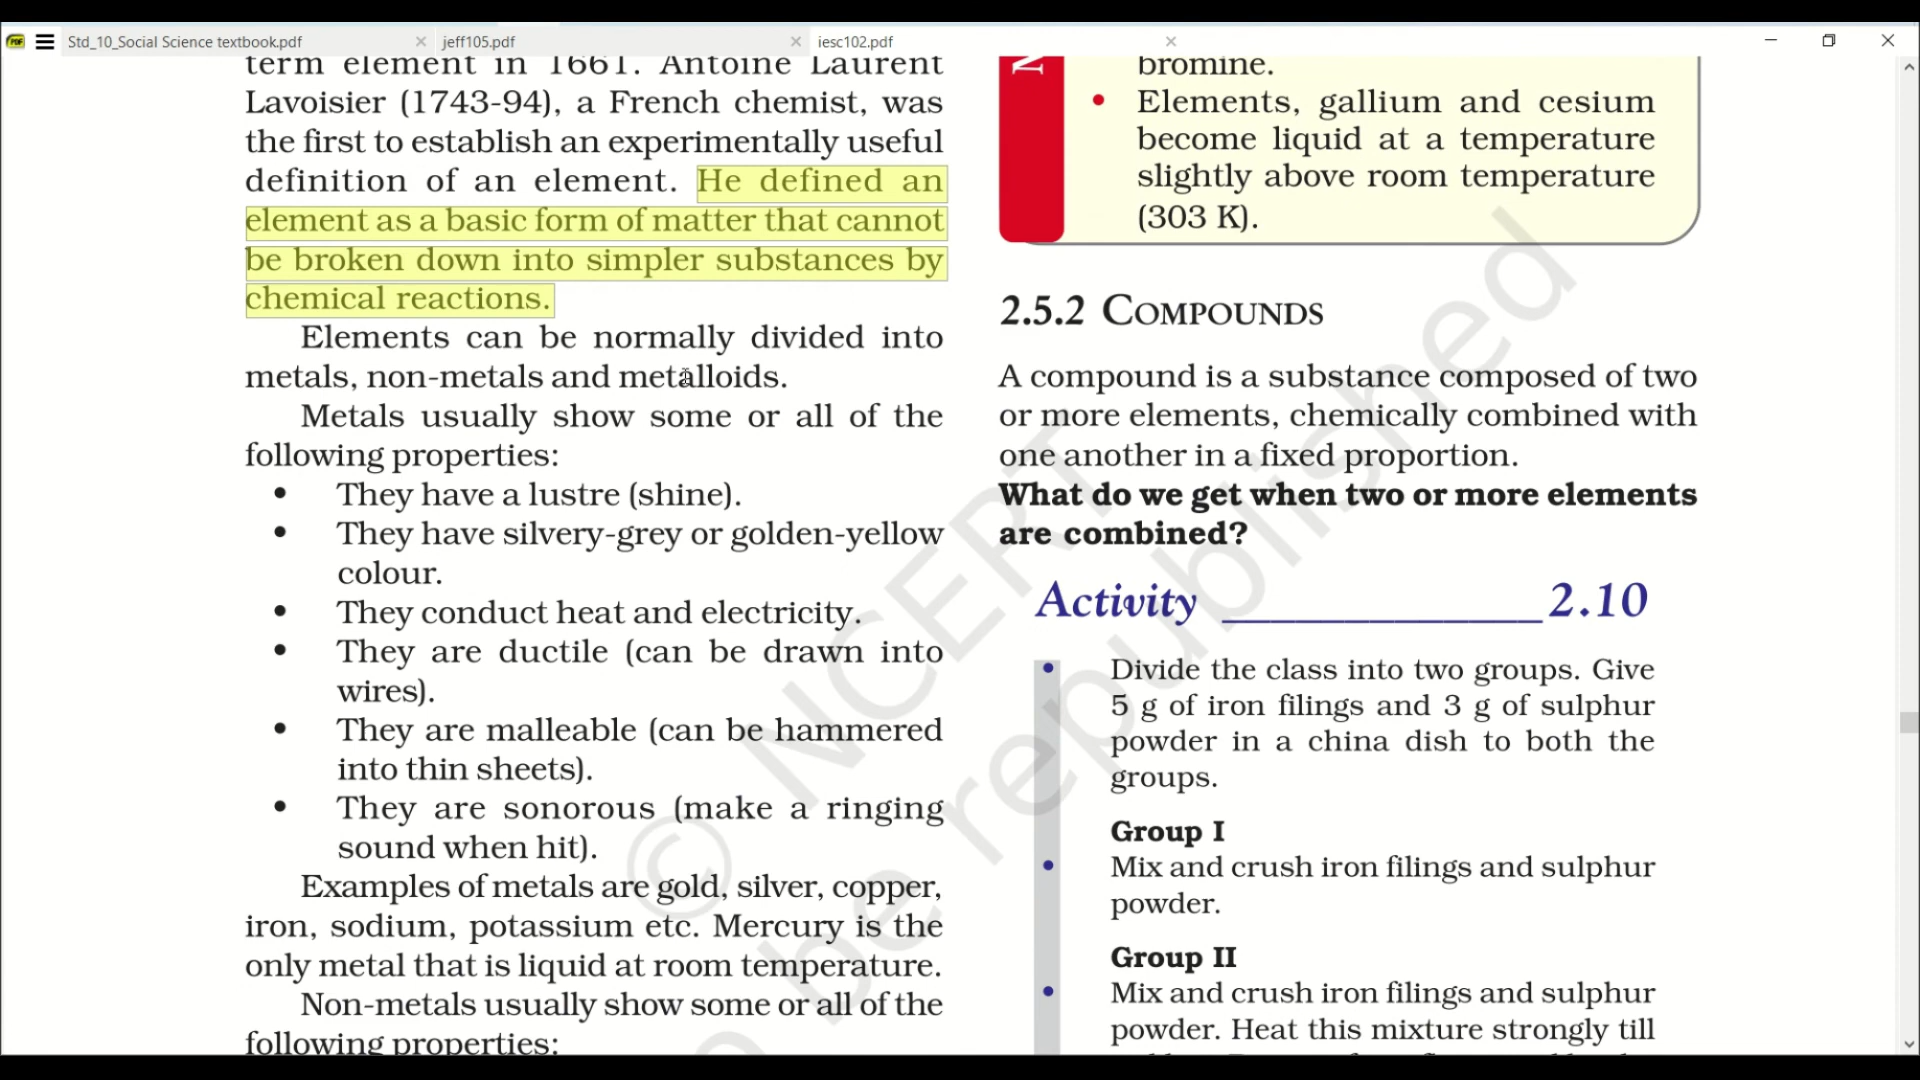 Std_10_Social Science textbook.pdf
jeff105.pdf
iesc102.pdf
term element in 1661. Antoine Laurent
Lavoisier (1743-94), a French chemist, was
the first to establish an experimentally useful
definition of an element. He defined an
element as a basic form of matter that cannot
be broken down into simpler substances by
chemical reactions.
Elements can be normally divided into
metals, non-metals and metalloids.
Metals usually show some or all of the
following properties:
• They have a lustre (shine).
• They have silvery-grey or golden-yellow
colour.
• They conduct heat and electricity.
• They are ductile (can be drawn into
wires).
• They are malleable (can be hammered
into thin sheets).
• They are sonorous (make a ringing
sound when hit).
Examples of metals are gold, silver, copper,
iron, sodium, potassium etc. Mercury is the
only metal that is liquid at room temperature.
Non-metals usually show some or all of the
following properties:
bromine.
• Elements, gallium and cesium
become liquid at a temperature
slightly above room temperature
(303 K).
2.5.2 COMPOUNDS
A compound is a substance composed of two
or more elements, chemically combined with
one another in a fixed proportion.
What do we get when two or more elements
are combined?
Activity ______________ 2.10
• Divide the class into two groups. Give
5 g of iron filings and 3 g of sulphur
powder in a china dish to both the
groups.
Group I
• Mix and crush iron filings and sulphur
powder.
Group II
• Mix and crush iron filings and sulphur
powder. Heat this mixture strongly till
© NCERT
be republished